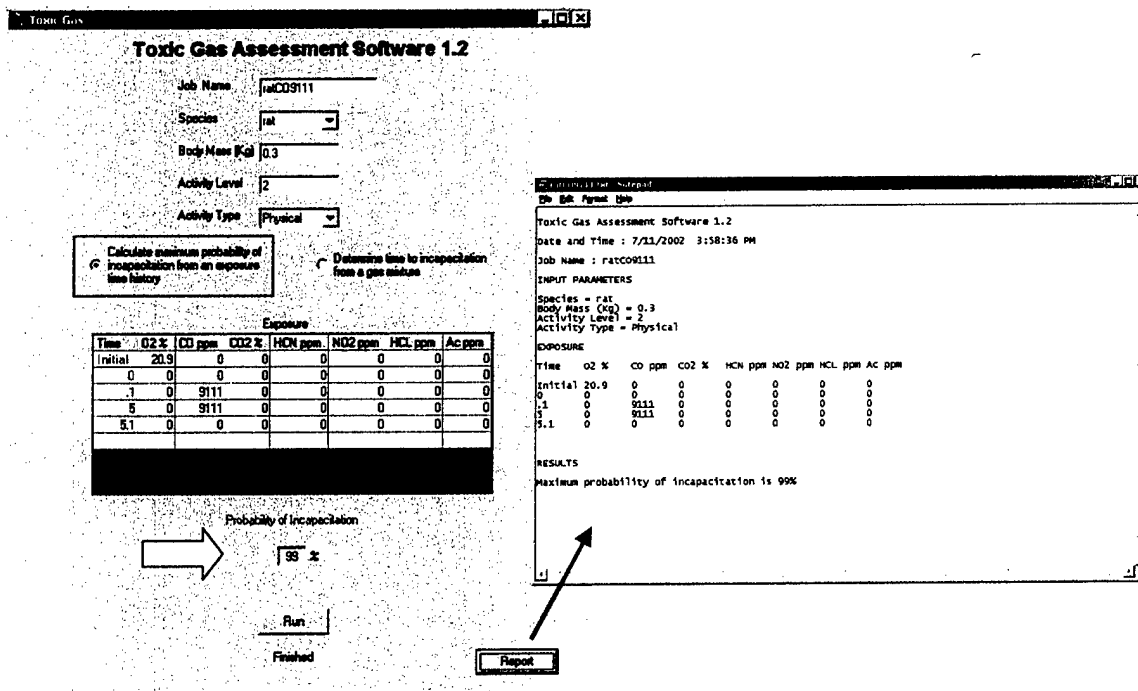 Toxic Gas
Toxic Gas Assessment Software 1.2
Job Name ratCO9111
Species rat
Body Mass (Kg) 0.3
Activity Level 2
Activity Type Physical
Calculate maximum probability of
incapacitation from an exposure
time history
Determine time to incapacitation
from a gas mixture
Exposure
Time O2 % CO ppm CO2 % HCN ppm NO2 ppm HCL ppm Ac ppm
Initial 20.9 0 0 0 0 0 0
0 0 0 0 0 0 0 0
.1 0 9111 0 0 0 0 0
5 0 9111 0 0 0 0 0
5.1 0 0 0 0 0 0 0
Probability of Incapacitation
99 %
Run
Finished
Report
Notepad
File Edit Format Help
Toxic Gas Assessment Software 1.2
Date and Time : 7/11/2002 3:58:36 PM
Job Name : ratCO9111
INPUT PARAMETERS
Species = rat
Body Mass (Kg) = 0.3
Activity Level = 2
Activity Type = Physical
EXPOSURE
Time O2 % CO ppm CO2 % HCN ppm NO2 ppm HCL ppm Ac ppm
Initial 20.9 0 0 0 0 0 0
0 0 0 0 0 0 0 0
.1 0 9111 0 0 0 0 0
5 0 9111 0 0 0 0 0
5.1 0 0 0 0 0 0 0
RESULTS
Maximum probability of incapacitation is 99%